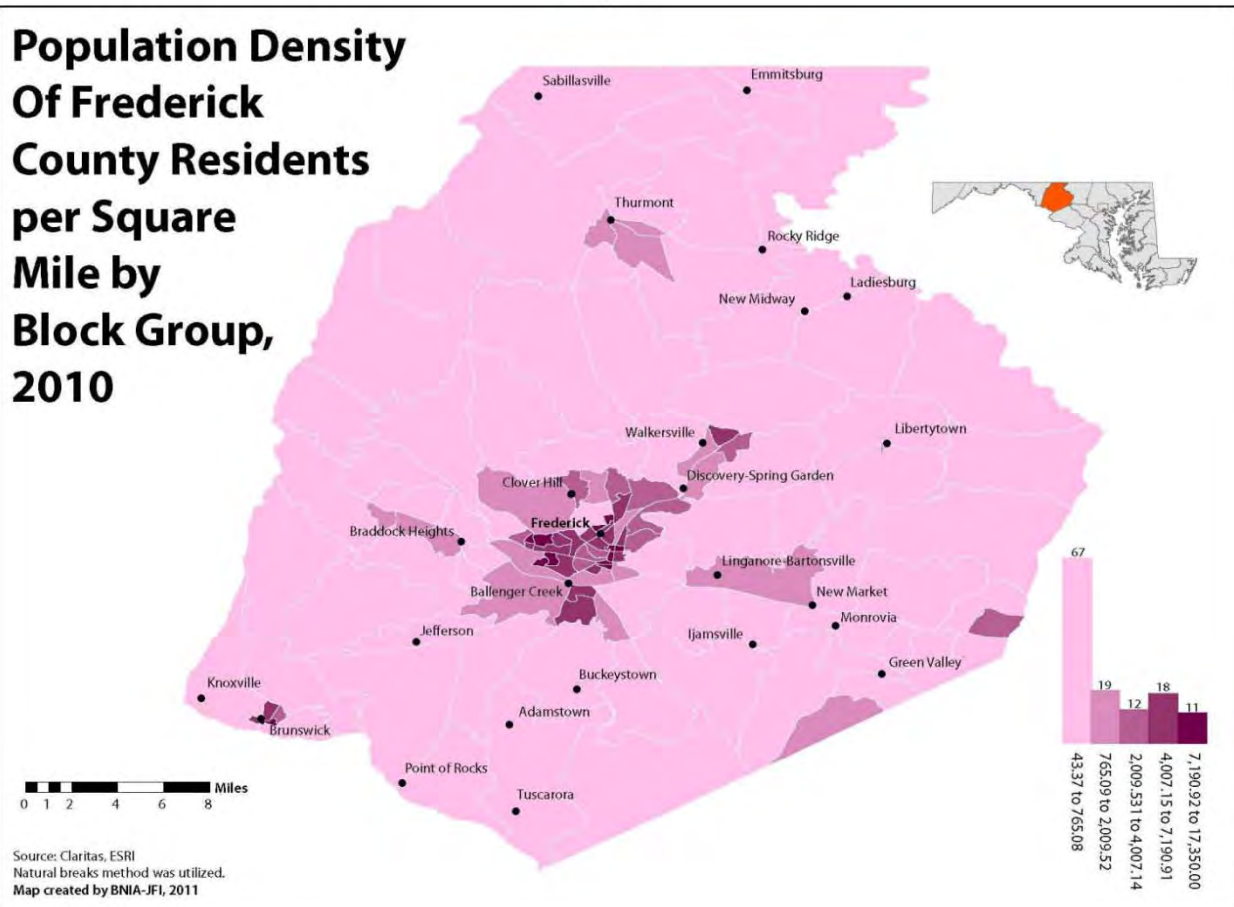 Population Density
Of Frederick
County Residents
per Square
Mile by
Block Group,
2010
Sabillasville
Emmitsburg
Thurmont
Rocky Ridge
Ladiesburg
New Midway
Walkersville
Libertytown
Clover Hill
Discovery-Spring Garden
Frederick
Braddock Heights
Linganore-Bartonsville
Ballenger Creek
New Market
Monrovia
Jefferson
Ijamsville
Green Valley
Buckeystown
Knoxville
Adamstown
Brunswick
Point of Rocks
Tuscarora
67
19
12
18
11
43.37 to 765.08
765.09 to 2,009.52
2,009.531 to 4,007.14
4,007.15 to 7,190.91
7,190.92 to 17,350.00
Miles
0 1 2 4 6 8
Source: Claritas, ESRI
Natural breaks method was utilized.
Map created by BNIA-JFI, 2011